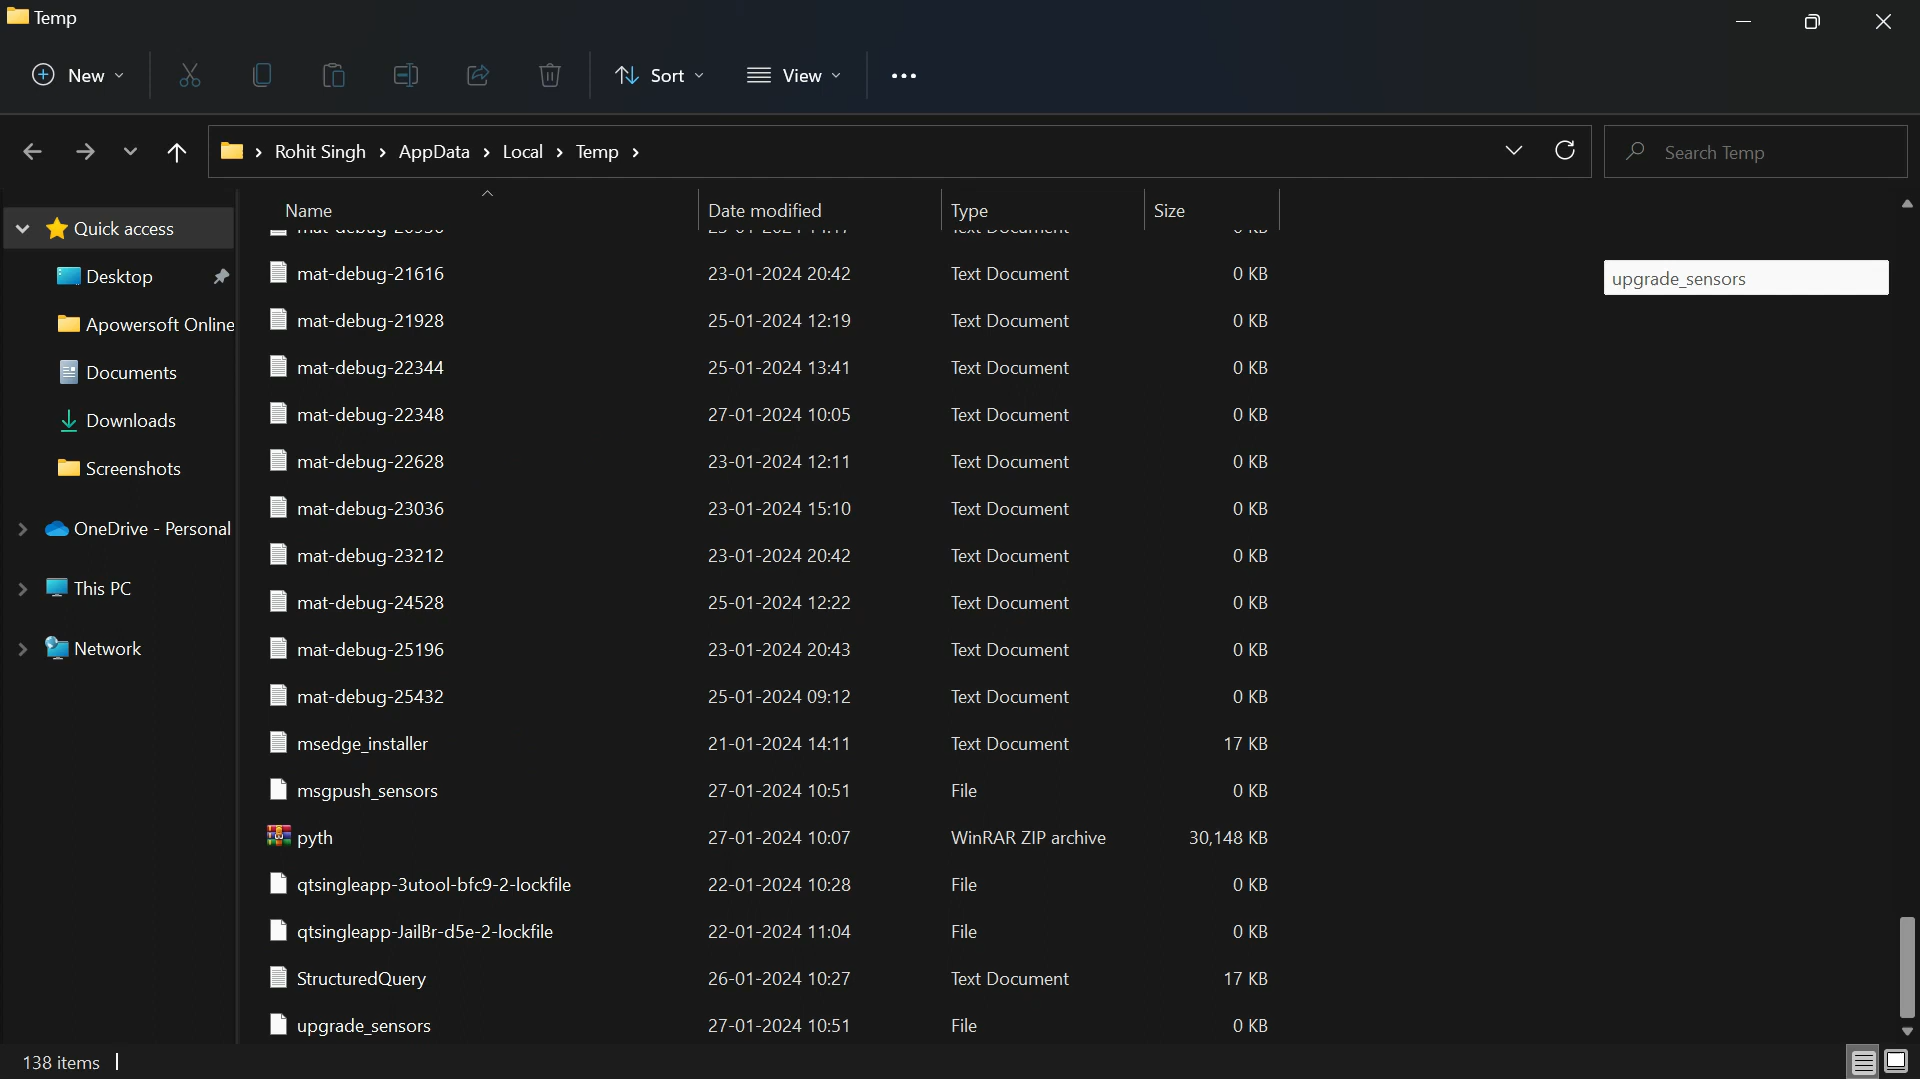 Temp
New
Sort
View
Rohit Singh > AppData > Local > Temp >
Search Temp
Name Date modified Type Size
Quick access
Desktop
Apowersoft Online
Documents
Downloads
Screenshots
OneDrive - Personal
This PC
Network
mat-debug-21616 23-01-2024 20:42 Text Document 0 KB
mat-debug-21928 25-01-2024 12:19 Text Document 0 KB
mat-debug-22344 25-01-2024 13:41 Text Document 0 KB
mat-debug-22348 27-01-2024 10:05 Text Document 0 KB
mat-debug-22628 23-01-2024 12:11 Text Document 0 KB
mat-debug-23036 23-01-2024 15:10 Text Document 0 KB
mat-debug-23212 23-01-2024 20:42 Text Document 0 KB
mat-debug-24528 25-01-2024 12:22 Text Document 0 KB
mat-debug-25196 23-01-2024 20:43 Text Document 0 KB
mat-debug-25432 25-01-2024 09:12 Text Document 0 KB
msedge_installer 21-01-2024 14:11 Text Document 17 KB
msgpush_sensors 27-01-2024 10:51 File 0 KB
pyth 27-01-2024 10:07 WinRAR ZIP archive 30,148 KB
qtsingleapp-3utool-bfc9-2-lockfile 22-01-2024 10:28 File 0 KB
qtsingleapp-JailBr-d5e-2-lockfile 22-01-2024 11:04 File 0 KB
StructuredQuery 26-01-2024 10:27 Text Document 17 KB
upgrade_sensors 27-01-2024 10:51 File 0 KB
upgrade_sensors
138 items